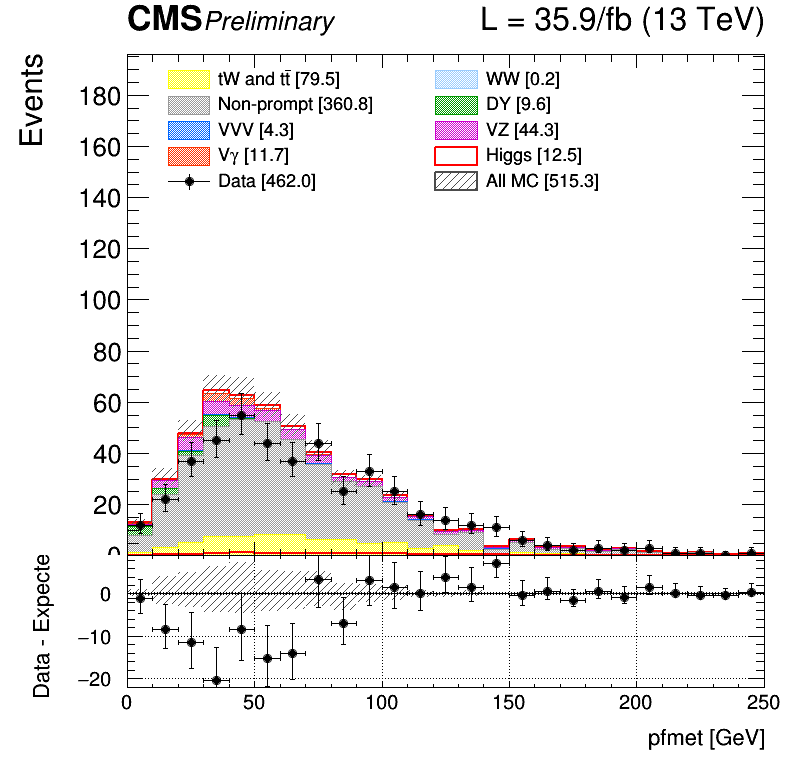 CMS Preliminary L = 35.9/fb (13 TeV)
Events
tW and tt̄ [79.5] WW [0.2]
Non-prompt [360.8] DY [9.6]
VVV [4.3] VZ [44.3]
Vγ [11.7] Higgs [12.5]
Data [462.0] All MC [515.3]
180
160
140
120
100
80
60
40
20
0
Data - Expecte
0
−10
−20
0 50 100 150 200 250
pfmet [GeV]